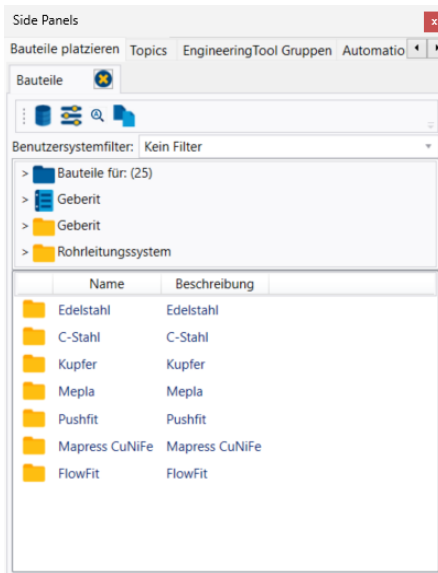 Side Panels
Bauteile platzieren Topics EngineeringTool Gruppen Automatio
Bauteile
Benutzersystemfilter: Kein Filter
Bauteile für: (25)
Geberit
Geberit
Rohrleitungssystem
Name Beschreibung
Edelstahl Edelstahl
C-Stahl C-Stahl
Kupfer Kupfer
Mepla Mepla
Pushfit Pushfit
Mapress CuNiFe Mapress CuNiFe
FlowFit FlowFit